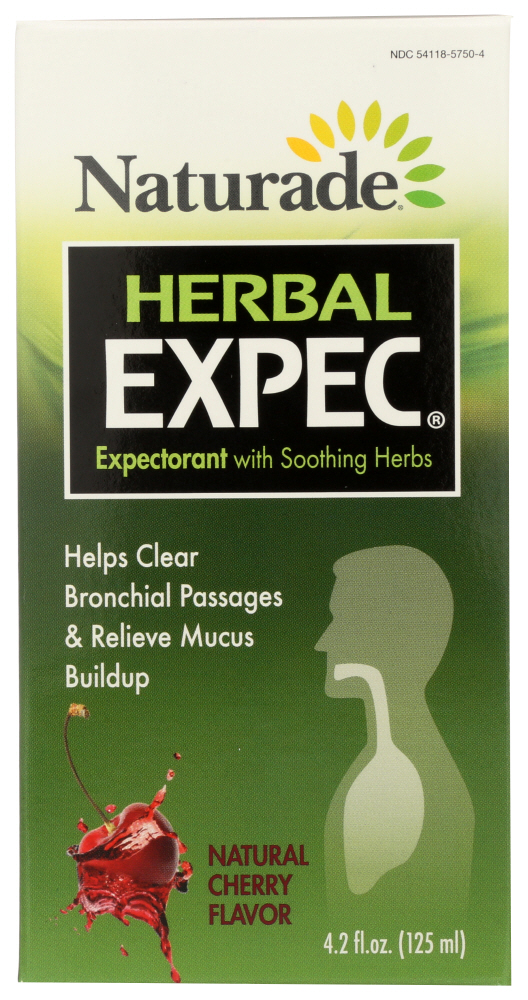 NDC 54118-5750-4
Naturade®
HERBAL
EXPEC®
Expectorant with Soothing Herbs
Helps Clear
Bronchial Passages
& Relieve Mucus
Buildup
NATURAL
CHERRY
FLAVOR
4.2 fl.oz. (125 ml)